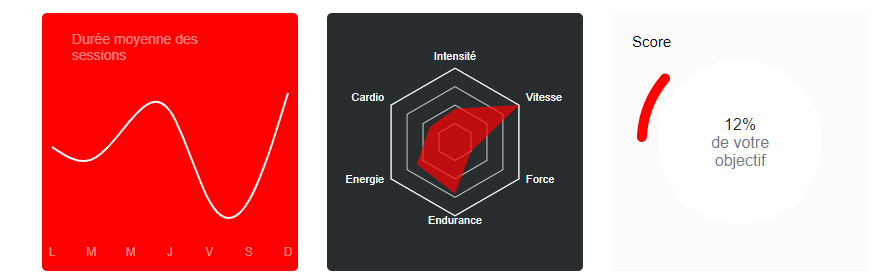 Durée moyenne des
sessions
L M M J V S D
Intensité
Vitesse
Force
Endurance
Energie
Cardio
Score
12%
de votre
objectif